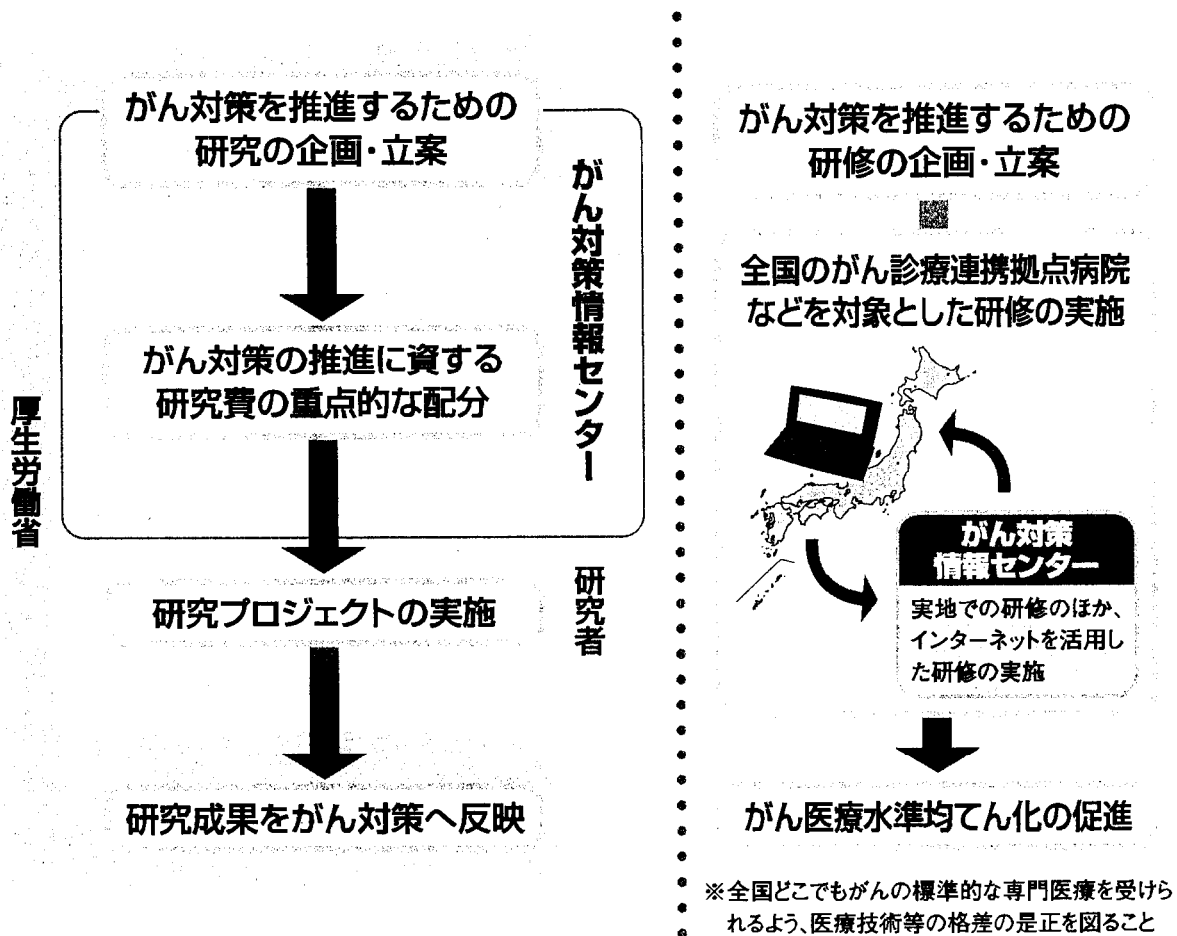 厚生労働省
がん対策を推進するための
研究の企画・立案
がん対策情報センター
がん対策の推進に資する
研究費の重点的な配分
研究プロジェクトの実施
研究者
研究成果をがん対策へ反映
がん対策を推進するための
研修の企画・立案
全国のがん診療連携拠点病院
などを対象とした研修の実施
がん対策
情報センター
実地での研修のほか、
インターネットを活用し
た研修の実施
がん医療水準均てん化の促進
※全国どこでもがんの標準的な専門医療を受けら
れるよう、医療技術等の格差の是正を図ること